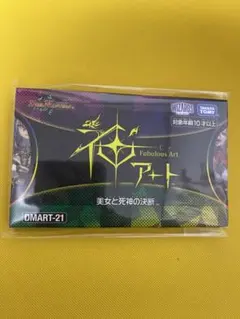 WIZARDS
TAKARA TOMY
対象年齢10才以上
神
Fabulous Art
アート
美女と死神の決断
DMART-21